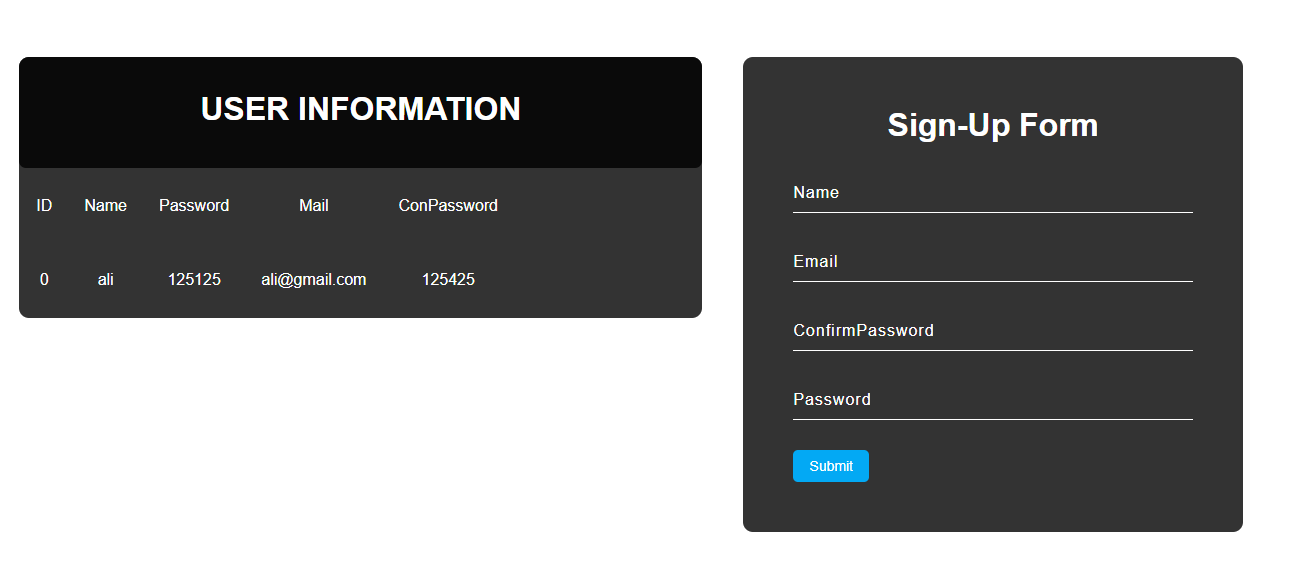 USER INFORMATION
ID Name Password Mail ConPassword
0 ali 125125 ali@gmail.com 125425
Sign-Up Form
Name
Email
ConfirmPassword
Password
Submit